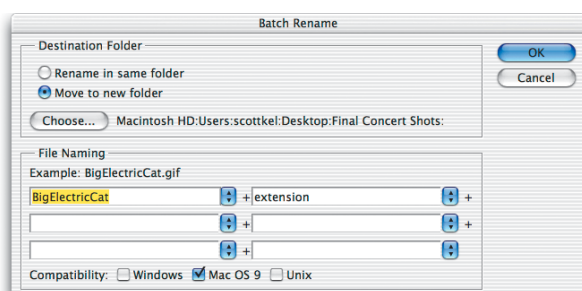 Batch Rename
Destination Folder
OK
Rename in same folder
Cancel
Move to new folder
Choose... Macintosh HD:Users:scottkel:Desktop:Final Concert Shots:
File Naming
Example: BigElectricCat.gif
BigElectricCat + extension +
+ +
+
Compatibility: Windows Mac OS 9 Unix